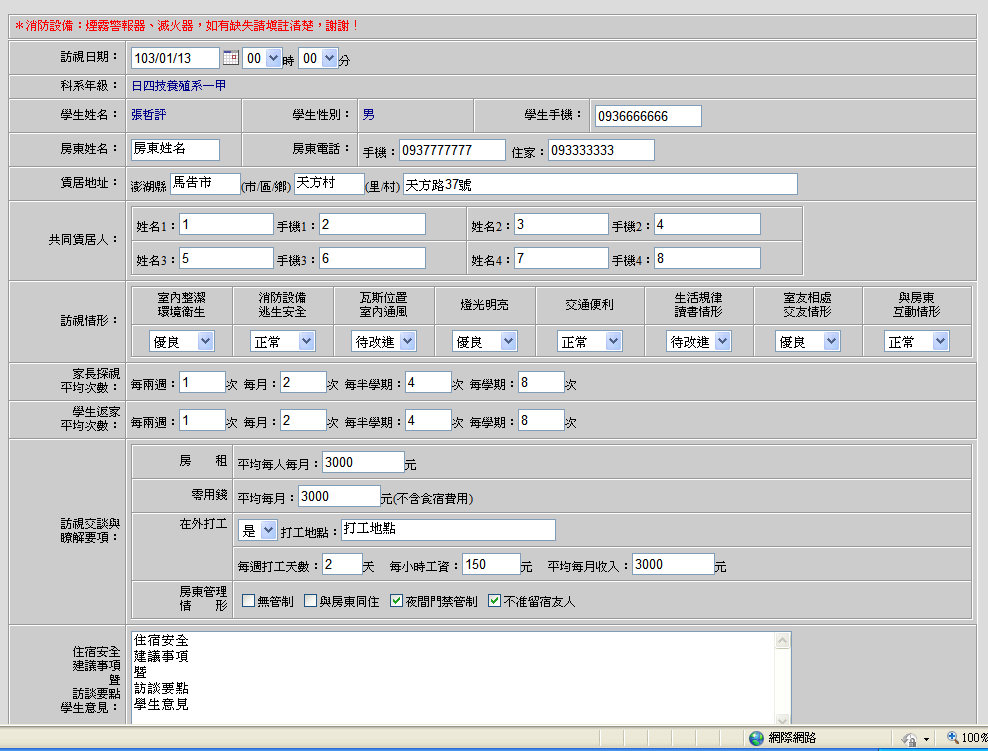 ＊消防設備：煙霧警報器、滅火器，如有缺失請填註清楚，謝謝！
訪視日期： 103/01/13 00 時 00 分
科系年級： 日四技養殖系一甲
學生姓名： 張哲評 學生性別： 男 學生手機： 0936666666
房東姓名： 房東姓名 房東電話： 手機： 0937777777 住家： 093333333
賃居地址： 澎湖縣 馬告市 (市/區/鄉) 天方村 (里/村) 天方路37號
共同賃居人：
姓名1： 1 手機1： 2 姓名2： 3 手機2： 4
姓名3： 5 手機3： 6 姓名4： 7 手機4： 8
訪視情形：
室內整潔 消防設備 瓦斯位置 燈光明亮 交通便利 生活規律 室友相處 與房東
環境衛生 逃生安全 室內通風 讀書情形 交友情形 互動情形
優良 正常 待改進 優良 正常 待改進 優良 正常
家長探視
平均次數： 每兩週： 1 次 每月： 2 次 每半學期： 4 次 每學期： 8 次
學生返家
平均次數： 每兩週： 1 次 每月： 2 次 每半學期： 4 次 每學期： 8 次
訪視交談與
瞭解要項：
房　租 平均每人每月： 3000 元
零用錢 平均每月： 3000 元(不含食宿費用)
在外打工 是 打工地點： 打工地點
每週打工天數： 2 天 每小時工資： 150 元 平均每月收入： 3000 元
房東管理
情　形 無管制 與房東同住 夜間門禁管制 不准留宿友人
住宿安全
建議事項
暨
訪談要點
學生意見：
住宿安全
建議事項
暨
訪談要點
學生意見
網際網路 100%